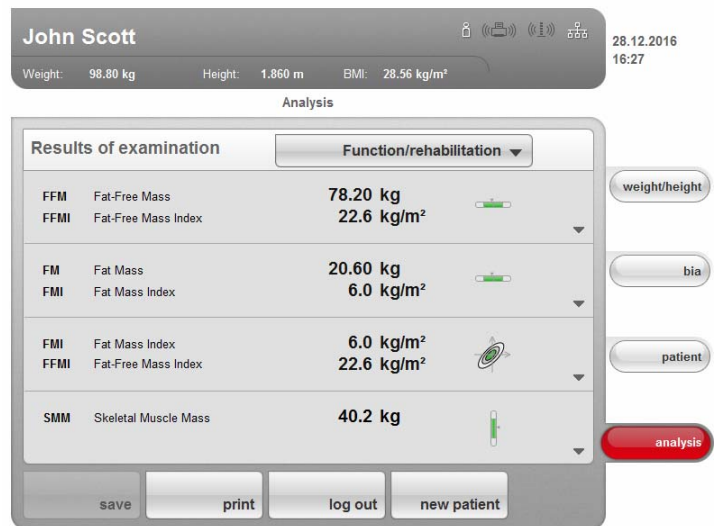 John Scott
28.12.2016
16:27
Weight: 98.80 kg Height: 1.860 m BMI: 28.56 kg/m²
Analysis
Results of examination Function/rehabilitation
FFM Fat-Free Mass 78.20 kg
FFMI Fat-Free Mass Index 22.6 kg/m²
FM Fat Mass 20.60 kg
FMI Fat Mass Index 6.0 kg/m²
FMI Fat Mass Index 6.0 kg/m²
FFMI Fat-Free Mass Index 22.6 kg/m²
SMM Skeletal Muscle Mass 40.2 kg
weight/height
bia
patient
analysis
save print log out new patient